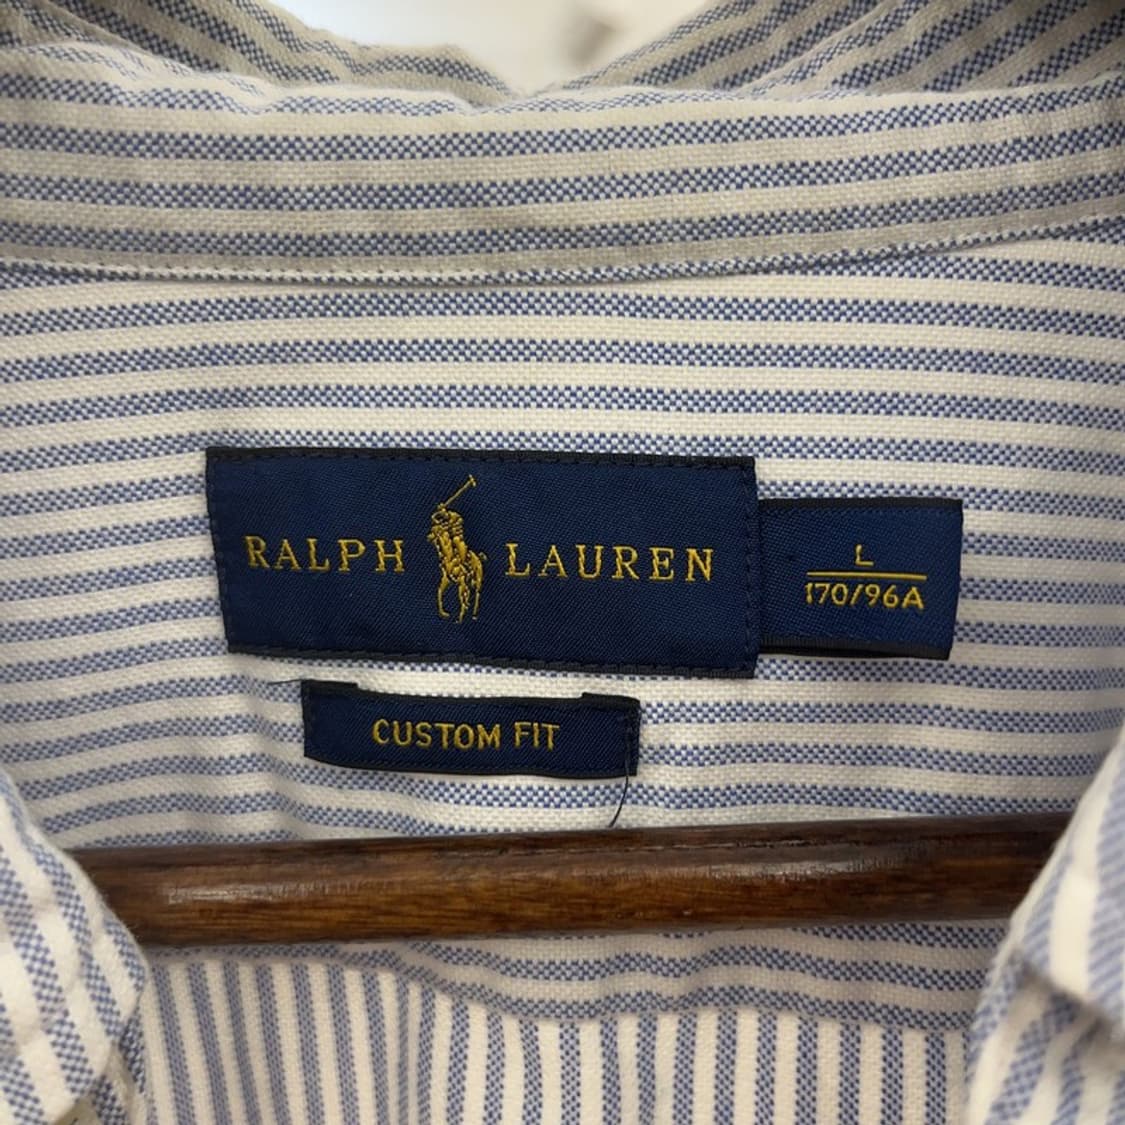 RALPH LAUREN
L
170/96A
CUSTOM FIT